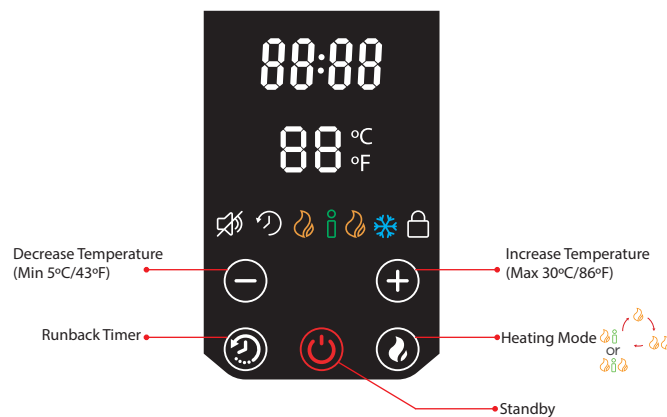 88:88
88 ºC
ºF
Decrease Temperature
(Min 5ºC/43ºF)
Increase Temperature
(Max 30ºC/86ºF)
Runback Timer
Heating Mode
or
Standby